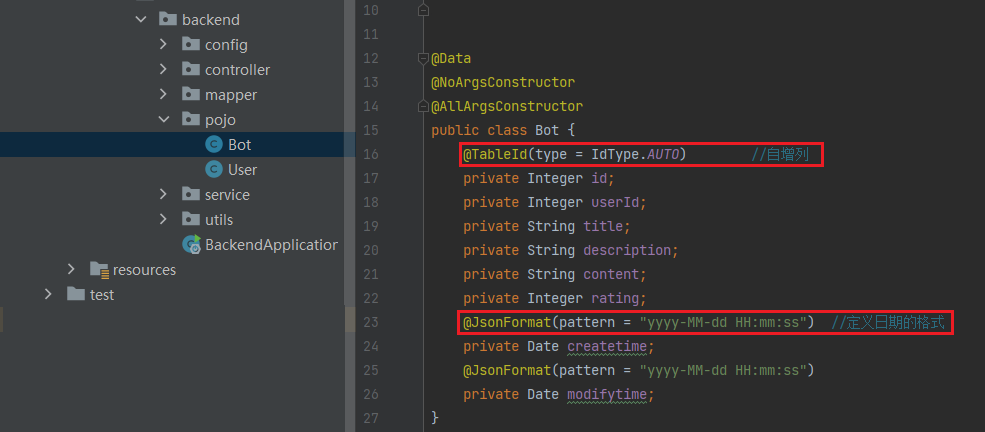 backend
config
controller
mapper
pojo
Bot
User
service
utils
BackendApplication
resources
test
10
11
12 @Data
13 @NoArgsConstructor
14 @AllArgsConstructor
15 public class Bot {
16 @TableId(type = IdType.AUTO) //自增列
17 private Integer id;
18 private Integer userId;
19 private String title;
20 private String description;
21 private String content;
22 private Integer rating;
23 @JsonFormat(pattern = "yyyy-MM-dd HH:mm:ss") //定义日期的格式
24 private Date createtime;
25 @JsonFormat(pattern = "yyyy-MM-dd HH:mm:ss")
26 private Date modifytime;
27 }